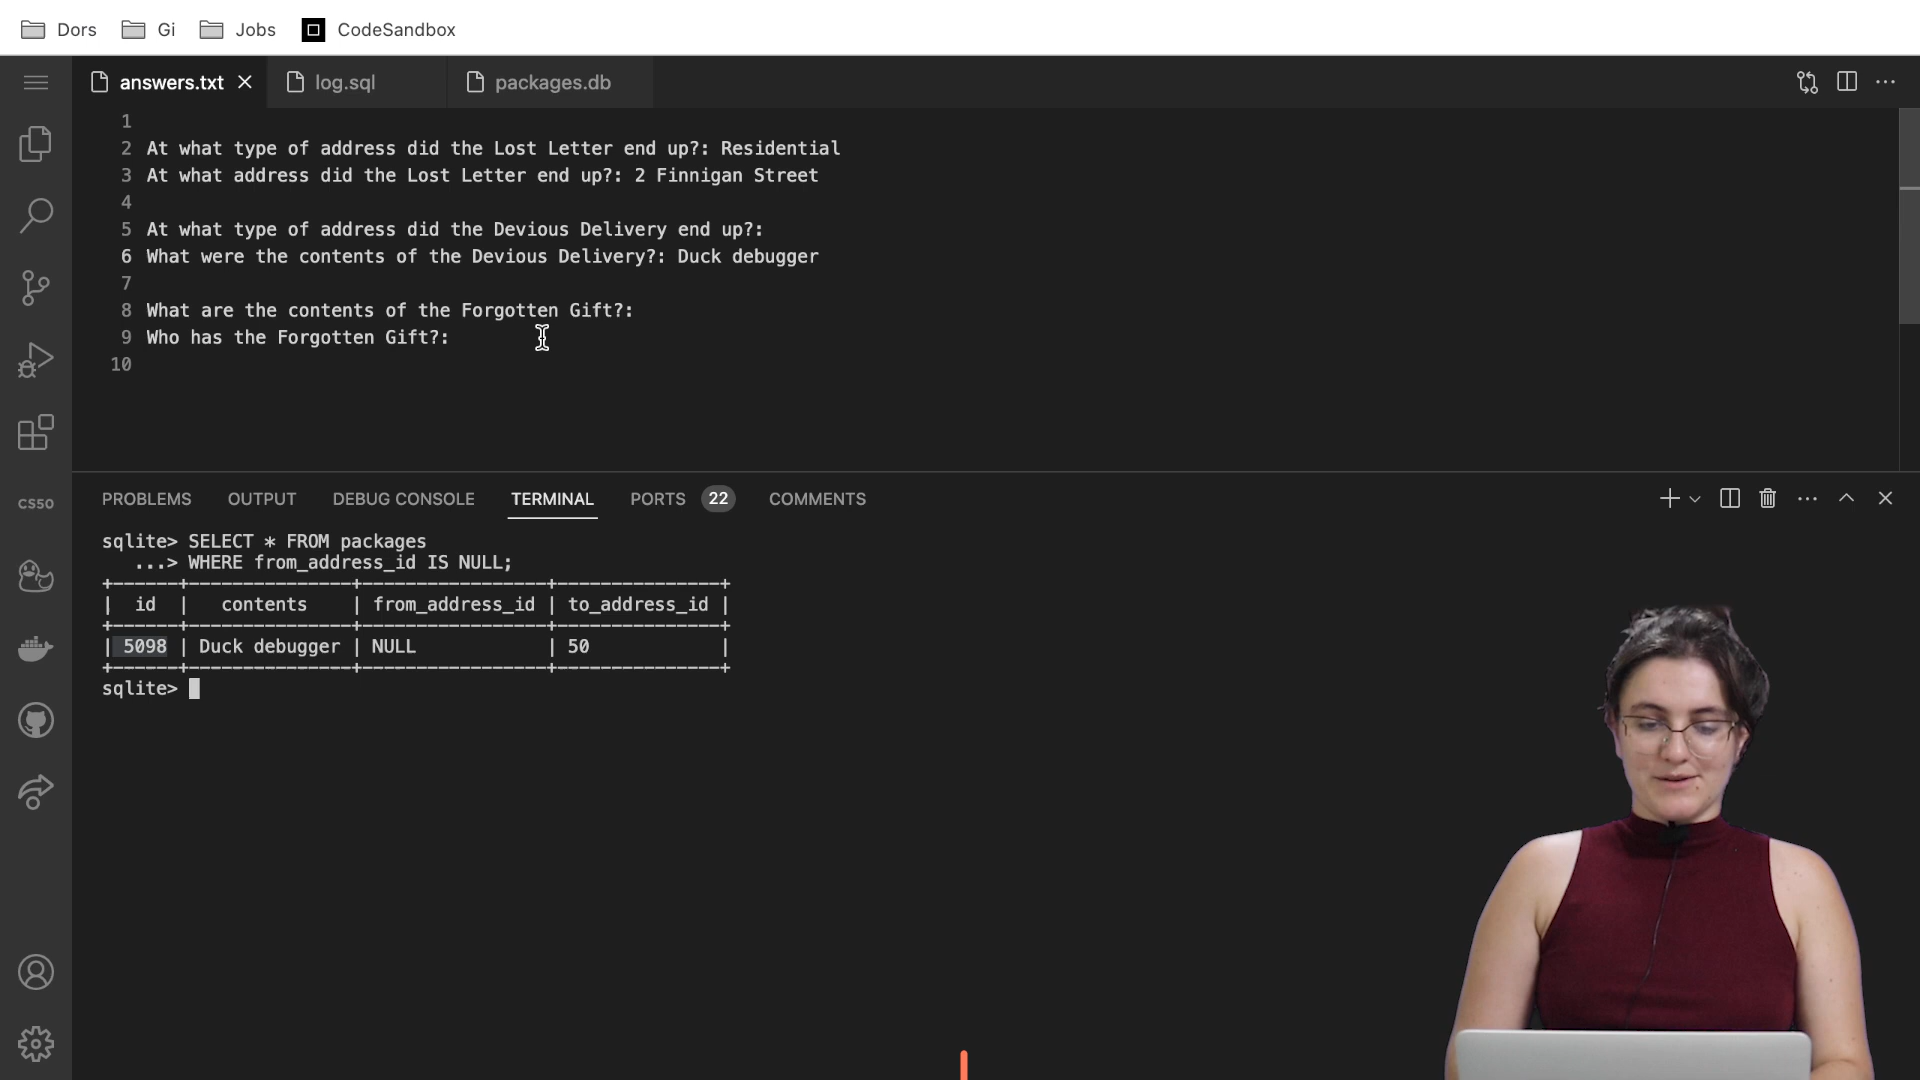 Dors Gi Jobs CodeSandbox
answers.txt log.sql packages.db
1
2 At what type of address did the Lost Letter end up?: Residential
3 At what address did the Lost Letter end up?: 2 Finnigan Street
4
5 At what type of address did the Devious Delivery end up?:
6 What were the contents of the Devious Delivery?: Duck debugger
7
8 What are the contents of the Forgotten Gift?:
9 Who has the Forgotten Gift?:
10
CS50
PROBLEMS OUTPUT DEBUG CONSOLE TERMINAL PORTS 22 COMMENTS
sqlite> SELECT * FROM packages
...> WHERE from_address_id IS NULL;
| id | contents | from_address_id | to_address_id |
| 5098 | Duck debugger | NULL | 50 |
sqlite>